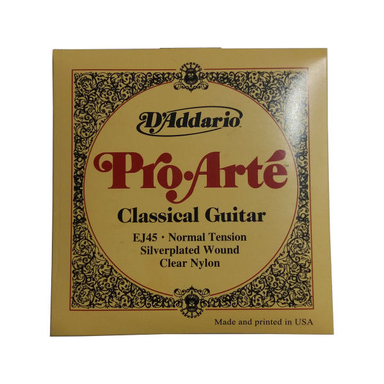 D'Addario
Pro·Arté
Classical Guitar
EJ45 · Normal Tension
Silverplated Wound
Clear Nylon
Made and printed in USA